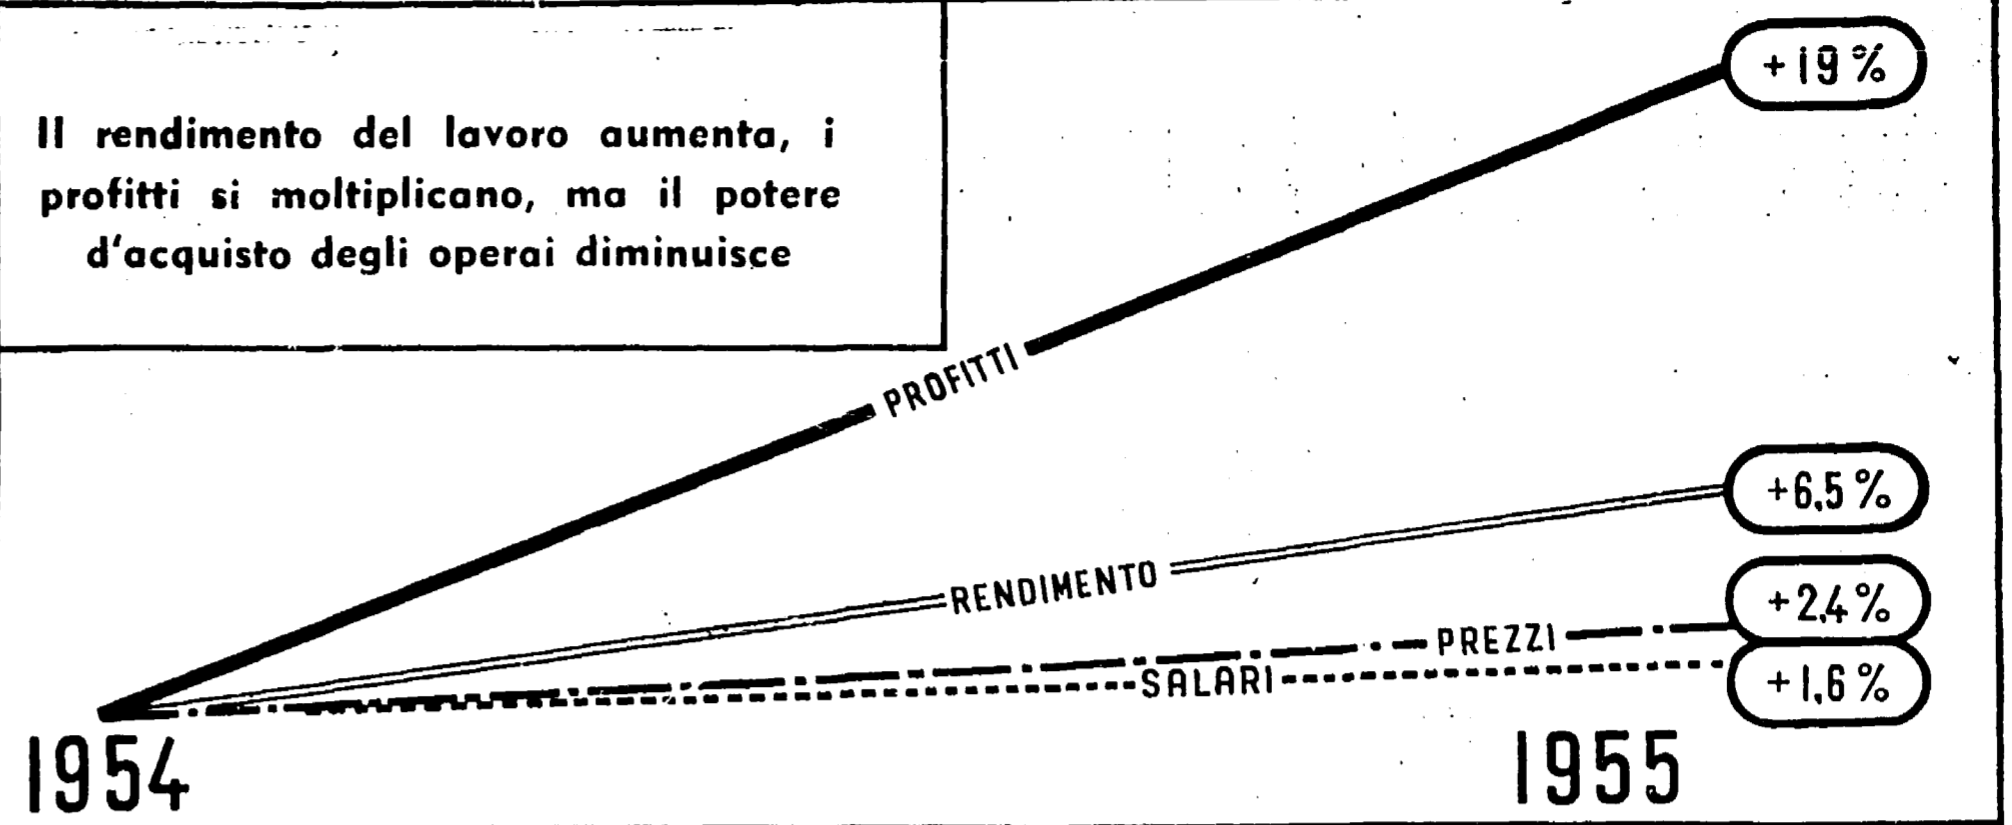 Il rendimento del lavoro aumenta, i
profitti si moltiplicano, ma il potere
d'acquisto degli operai diminuisce
+19%
PROFITTI
+6,5%
RENDIMENTO
+2,4%
PREZZI
SALARI
+1,6%
1954
1955